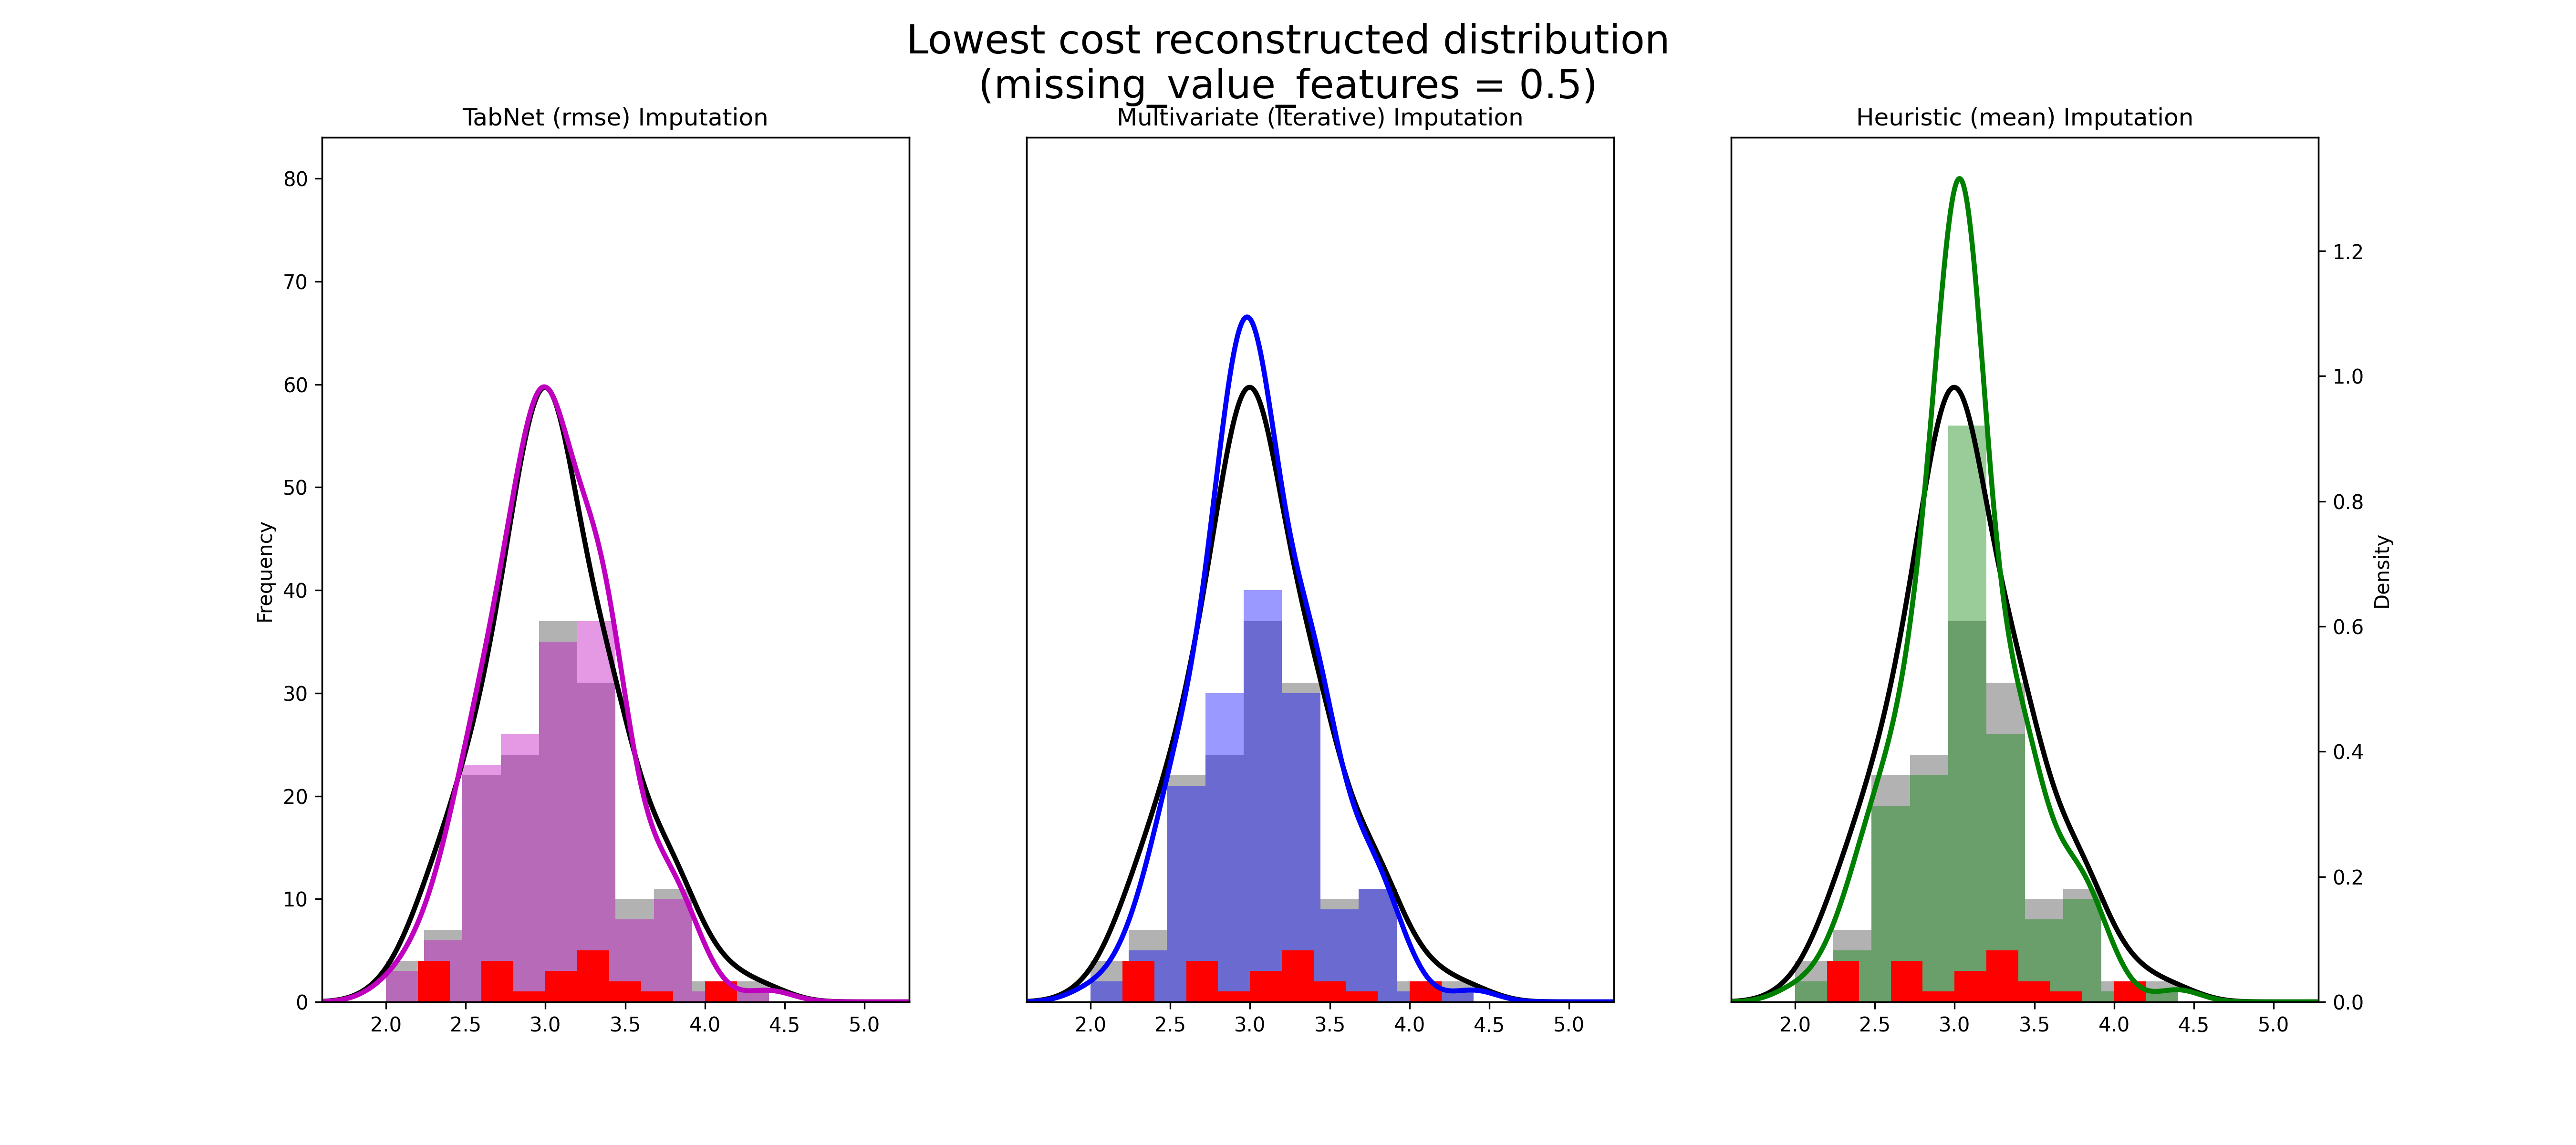 Lowest cost reconstructed distribution
(missing_value_features = 0.5)
TabNet (rmse) Imputation
Multivariate (Iterative) Imputation
Heuristic (mean) Imputation
80
70
60
50
40
30
20
10
0
Frequency
2.0 2.5 3.0 3.5 4.0 4.5 5.0
2.0 2.5 3.0 3.5 4.0 4.5 5.0
2.0 2.5 3.0 3.5 4.0 4.5 5.0
1.2
1.0
0.8
0.6
0.4
0.2
0.0
Density